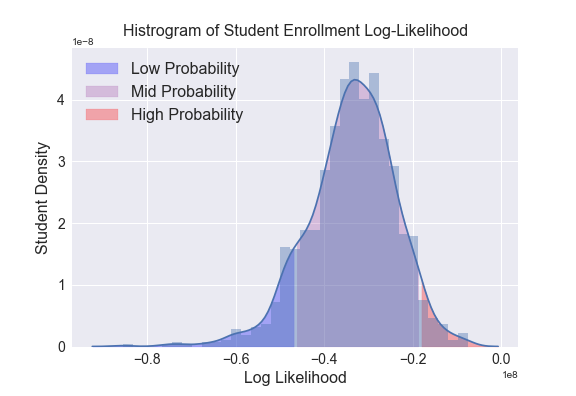 Histrogram of Student Enrollment Log-Likelihood
1e−8
Low Probability
Mid Probability
High Probability
4
3
2
1
0
Student Density
−0.8
−0.6
−0.4
−0.2
0.0
1e8
Log Likelihood